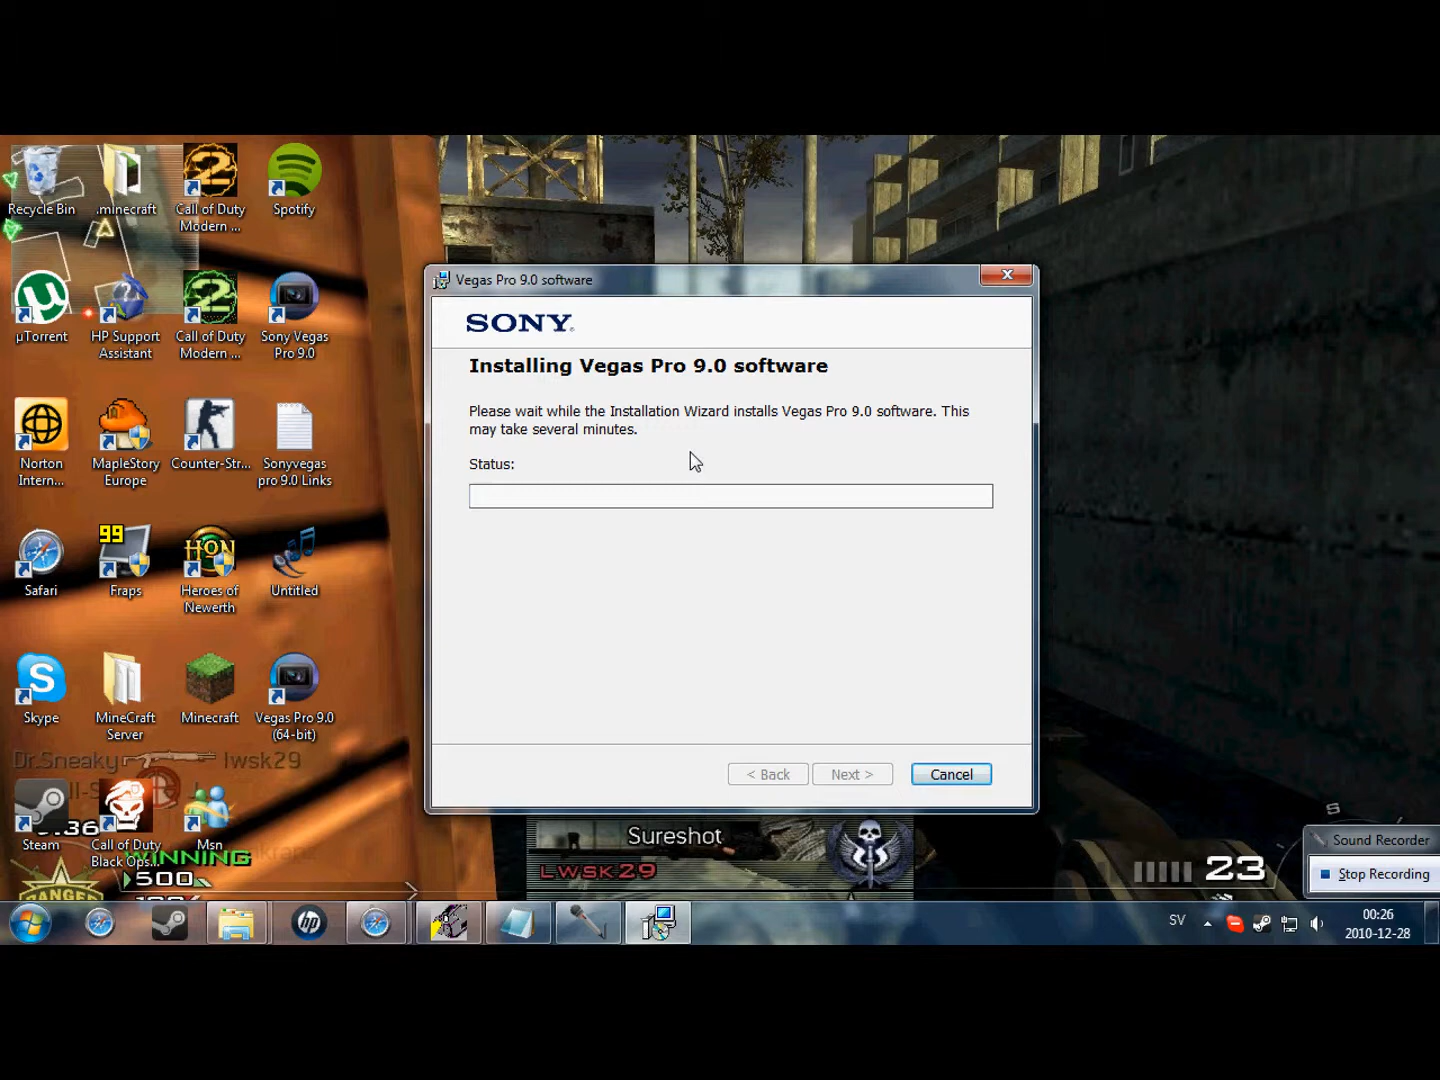 Recycle Bin
.minecraft
Call of Duty
Modern ...
Spotify
µTorrent
HP Support
Assistant
Call of Duty
Modern ...
Sony Vegas
Pro 9.0
Norton
Intern...
MapleStory
Europe
Counter-Str...
Sonyvegas
pro 9.0 Links
Safari
99
Fraps
HON
Heroes of
Newerth
Untitled
Skype
MineCraft
Server
Minecraft
Vegas Pro 9.0
(64-bit)
Dr.Sneaky
lwsk29
Steam
Call of Duty
Black Ops...
Msn
WINNING
500
RANGER
Vegas Pro 9.0 software
SONY
Installing Vegas Pro 9.0 software
Please wait while the Installation Wizard installs Vegas Pro 9.0 software. This
may take several minutes.
Status:
< Back
Next >
Cancel
Sureshot
Lwsk29
S
23
Sound Recorder
Stop Recording
hp
SV
00:26
2010-12-28